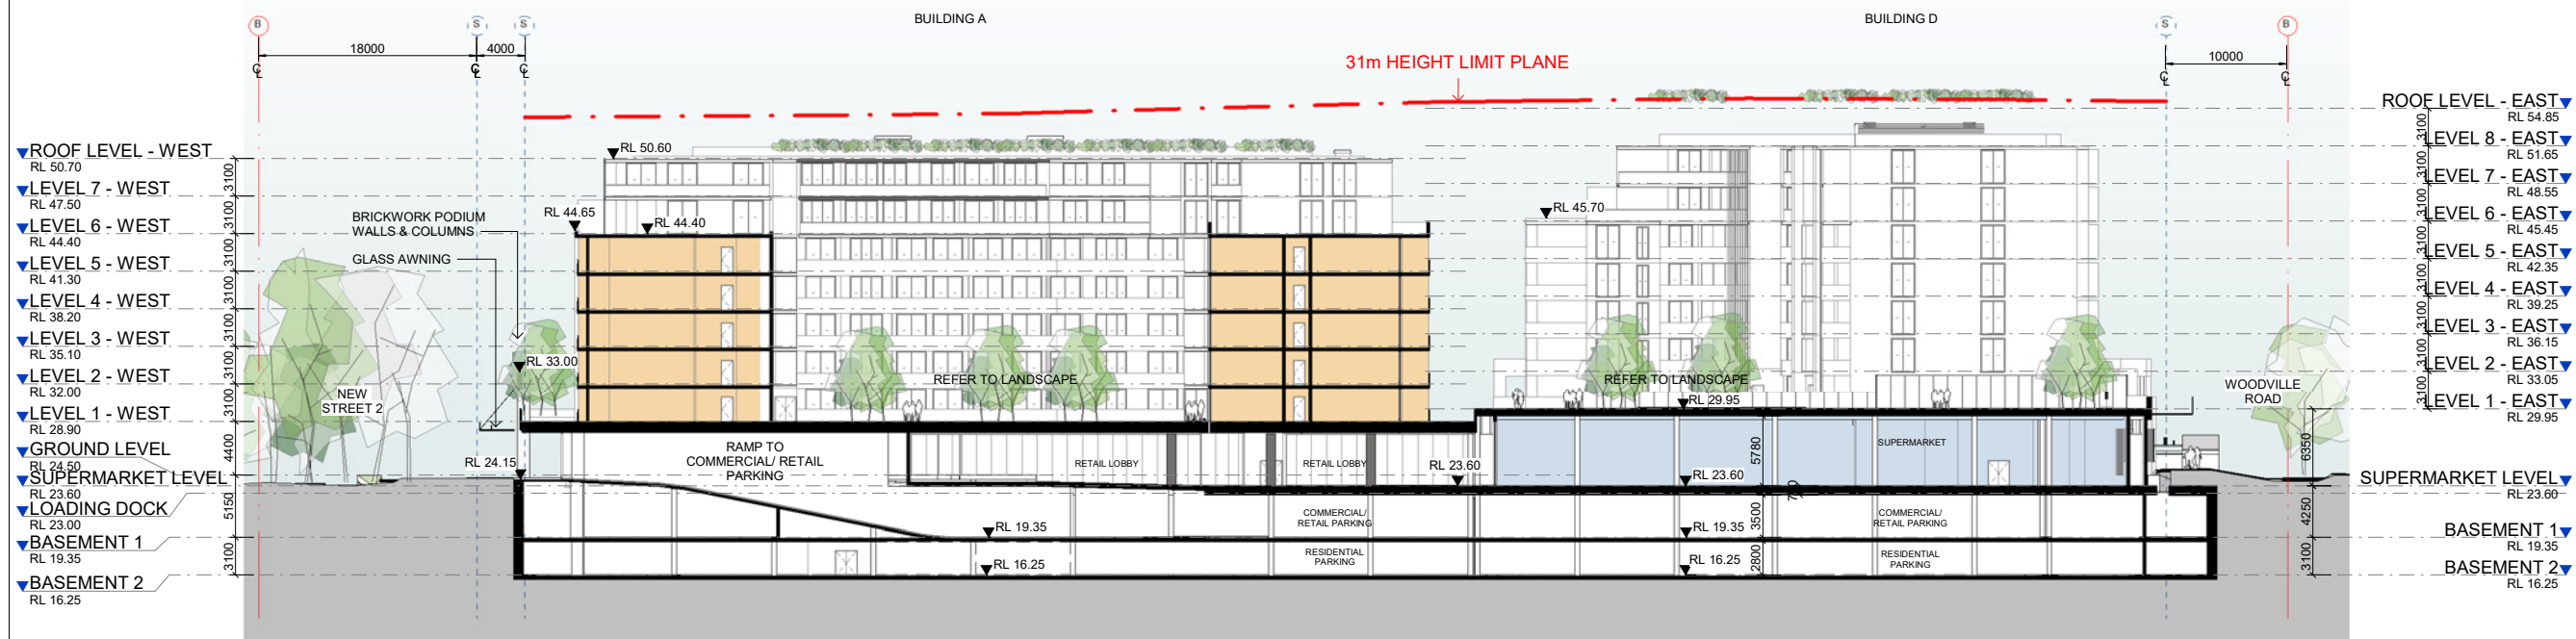 BUILDING A
BUILDING D
B
S
S
S
B
18000
4000
10000
31m HEIGHT LIMIT PLANE
ROOF LEVEL - WEST
RL 50.70
LEVEL 7 - WEST
RL 47.50
LEVEL 6 - WEST
RL 44.40
LEVEL 5 - WEST
RL 41.30
LEVEL 4 - WEST
RL 38.20
LEVEL 3 - WEST
RL 35.10
LEVEL 2 - WEST
RL 32.00
LEVEL 1 - WEST
RL 28.90
GROUND LEVEL
RL 24.50
SUPERMARKET LEVEL
RL 23.60
LOADING DOCK
RL 23.00
BASEMENT 1
RL 19.35
BASEMENT 2
RL 16.25
3100
3100
3100
3100
3100
3100
3100
4400
5150
3100
BRICKWORK PODIUM
WALLS & COLUMNS
GLASS AWNING
NEW
STREET 2
RL 50.60
RL 44.65
RL 44.40
RL 33.00
RL 24.15
REFER TO LANDSCAPE
RAMP TO
COMMERCIAL/ RETAIL
PARKING
RETAIL LOBBY
RETAIL LOBBY
RL 23.60
COMMERCIAL/
RETAIL PARKING
RESIDENTIAL
PARKING
RL 19.35
RL 16.25
RL 45.70
REFER TO LANDSCAPE
RL 29.95
SUPERMARKET
5780
RL 23.60
3500
RL 19.35
2800
RL 16.25
COMMERCIAL/
RETAIL PARKING
RESIDENTIAL
PARKING
WOODVILLE
ROAD
ROOF LEVEL - EAST
RL 54.85
LEVEL 8 - EAST
RL 51.65
LEVEL 7 - EAST
RL 48.55
LEVEL 6 - EAST
RL 45.45
LEVEL 5 - EAST
RL 42.35
LEVEL 4 - EAST
RL 39.25
LEVEL 3 - EAST
RL 36.15
LEVEL 2 - EAST
RL 33.05
LEVEL 1 - EAST
RL 29.95
SUPERMARKET LEVEL
RL 23.60
BASEMENT 1
RL 19.35
BASEMENT 2
RL 16.25
3100
3100
3100
3100
3100
3100
3100
3100
6350
4250
3100